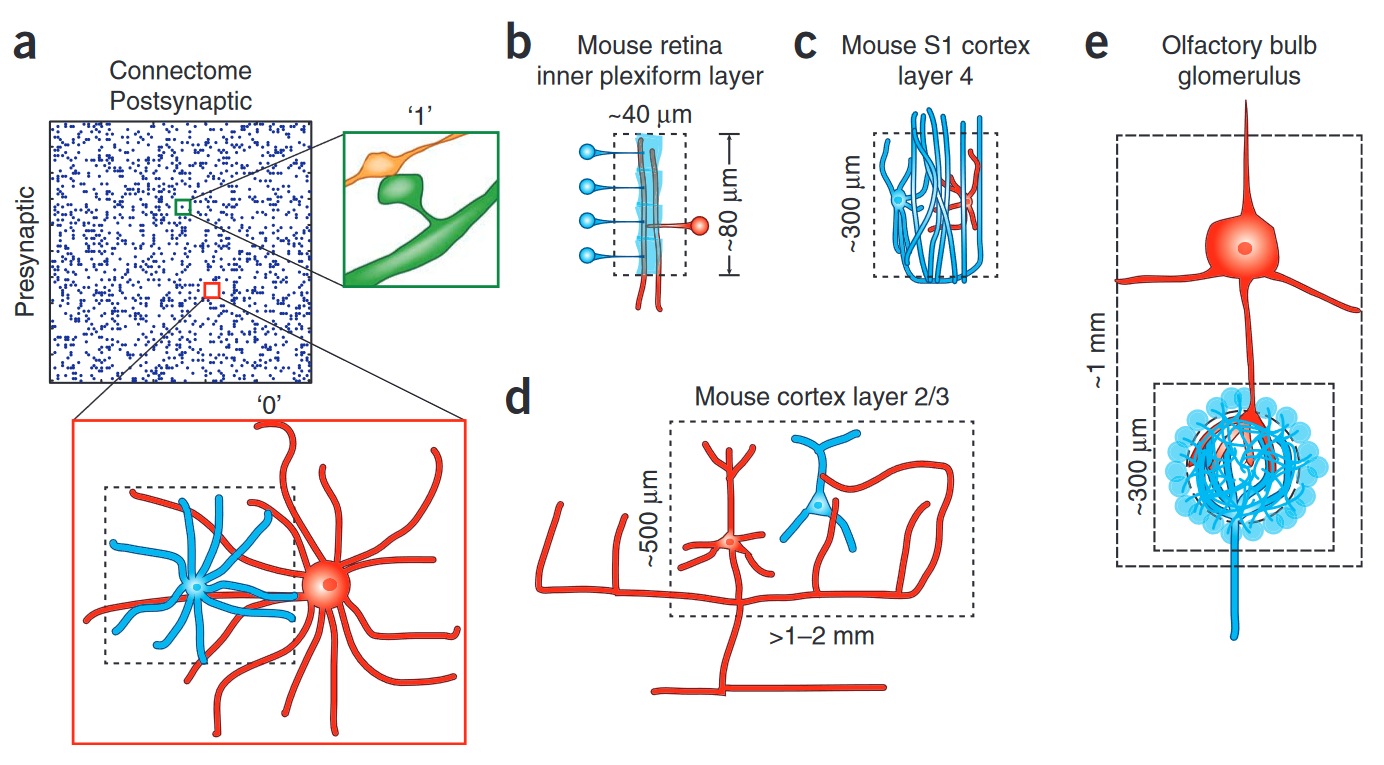 a
Connectome
Postsynaptic
Presynaptic
‘1’
‘0’
b
Mouse retina
inner plexiform layer
~40 µm
~80 µm
c
Mouse S1 cortex
layer 4
~300 µm
d
Mouse cortex layer 2/3
~500 µm
>1–2 mm
e
Olfactory bulb
glomerulus
~1 mm
~300 µm